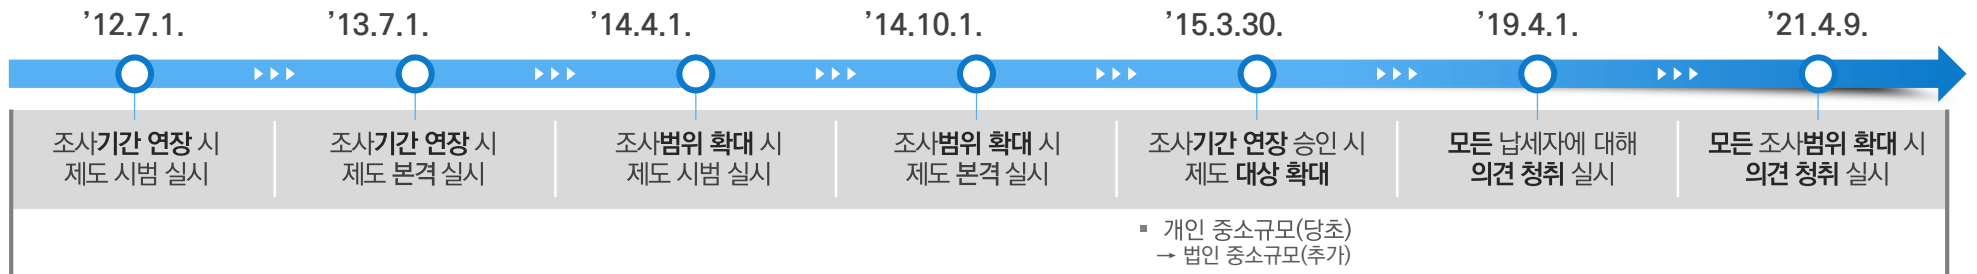 ’12.7.1.
’13.7.1.
’14.4.1.
’14.10.1.
’15.3.30.
’19.4.1.
’21.4.9.
조사기간 연장 시
제도 시범 실시
조사기간 연장 시
제도 본격 실시
조사범위 확대 시
제도 시범 실시
조사범위 확대 시
제도 본격 실시
조사기간 연장 승인 시
제도 대상 확대
모든 납세자에 대해
의견 청취 실시
모든 조사범위 확대 시
의견 청취 실시
▪ 개인 중소규모(당초)
→ 법인 중소규모(추가)